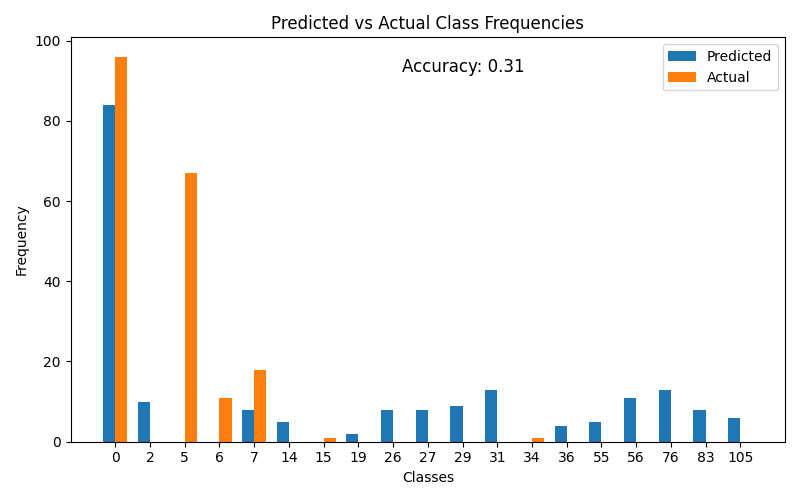 Predicted vs Actual Class Frequencies
Accuracy: 0.31
Predicted
Actual
Frequency
100
80
60
40
20
0
0 2 5 6 7 14 15 19 26 27 29 31 34 36 55 56 76 83 105
Classes